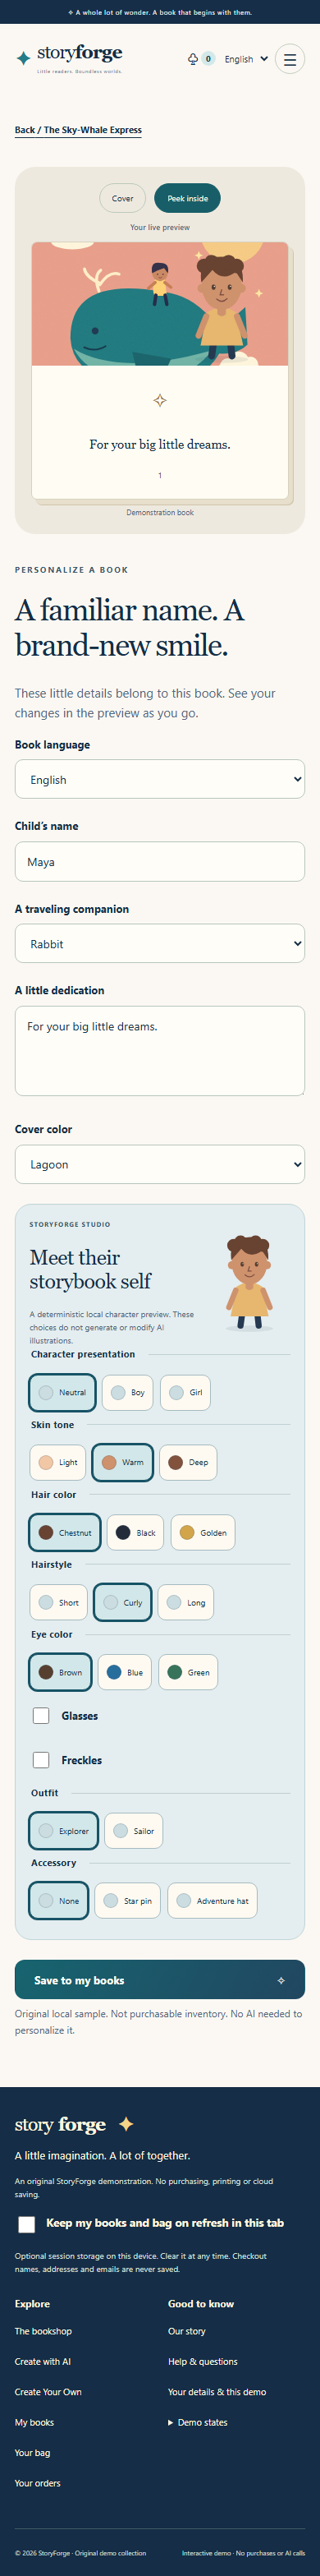 ✧ A whole lot of wonder. A book that begins with them.
storyforge
Little readers. Boundless worlds.
0
English
Back / The Sky-Whale Express
Cover
Peek inside
Your live preview
For your big little dreams.
1
Demonstration book
PERSONALIZE A BOOK
A familiar name. A
brand-new smile.
These little details belong to this book. See your
changes in the preview as you go.
Book language
English
Child's name
Maya
A traveling companion
Rabbit
A little dedication
For your big little dreams.
Cover color
Lagoon
STORYFORGE STUDIO
Meet their
storybook self
A deterministic local character preview. These
choices do not generate or modify AI
illustrations.
Character presentation
Neutral
Boy
Girl
Skin tone
Light
Warm
Deep
Hair color
Chestnut
Black
Golden
Hairstyle
Short
Curly
Long
Eye color
Brown
Blue
Green
Glasses
Freckles
Outfit
Explorer
Sailor
Accessory
None
Star pin
Adventure hat
Save to my books
Original local sample. Not purchasable inventory. No AI needed to
personalize it.
story forge
A little imagination. A lot of together.
An original StoryForge demonstration. No purchasing, printing or cloud
saving.
Keep my books and bag on refresh in this tab
Optional session storage on this device. Clear it at any time. Checkout
names, addresses and emails are never saved.
Explore
The bookshop
Create with AI
Create Your Own
My books
Your bag
Your orders
Good to know
Our story
Help & questions
Your details & this demo
Demo states
© 2026 StoryForge · Original demo collection
Interactive demo · No purchases or AI calls